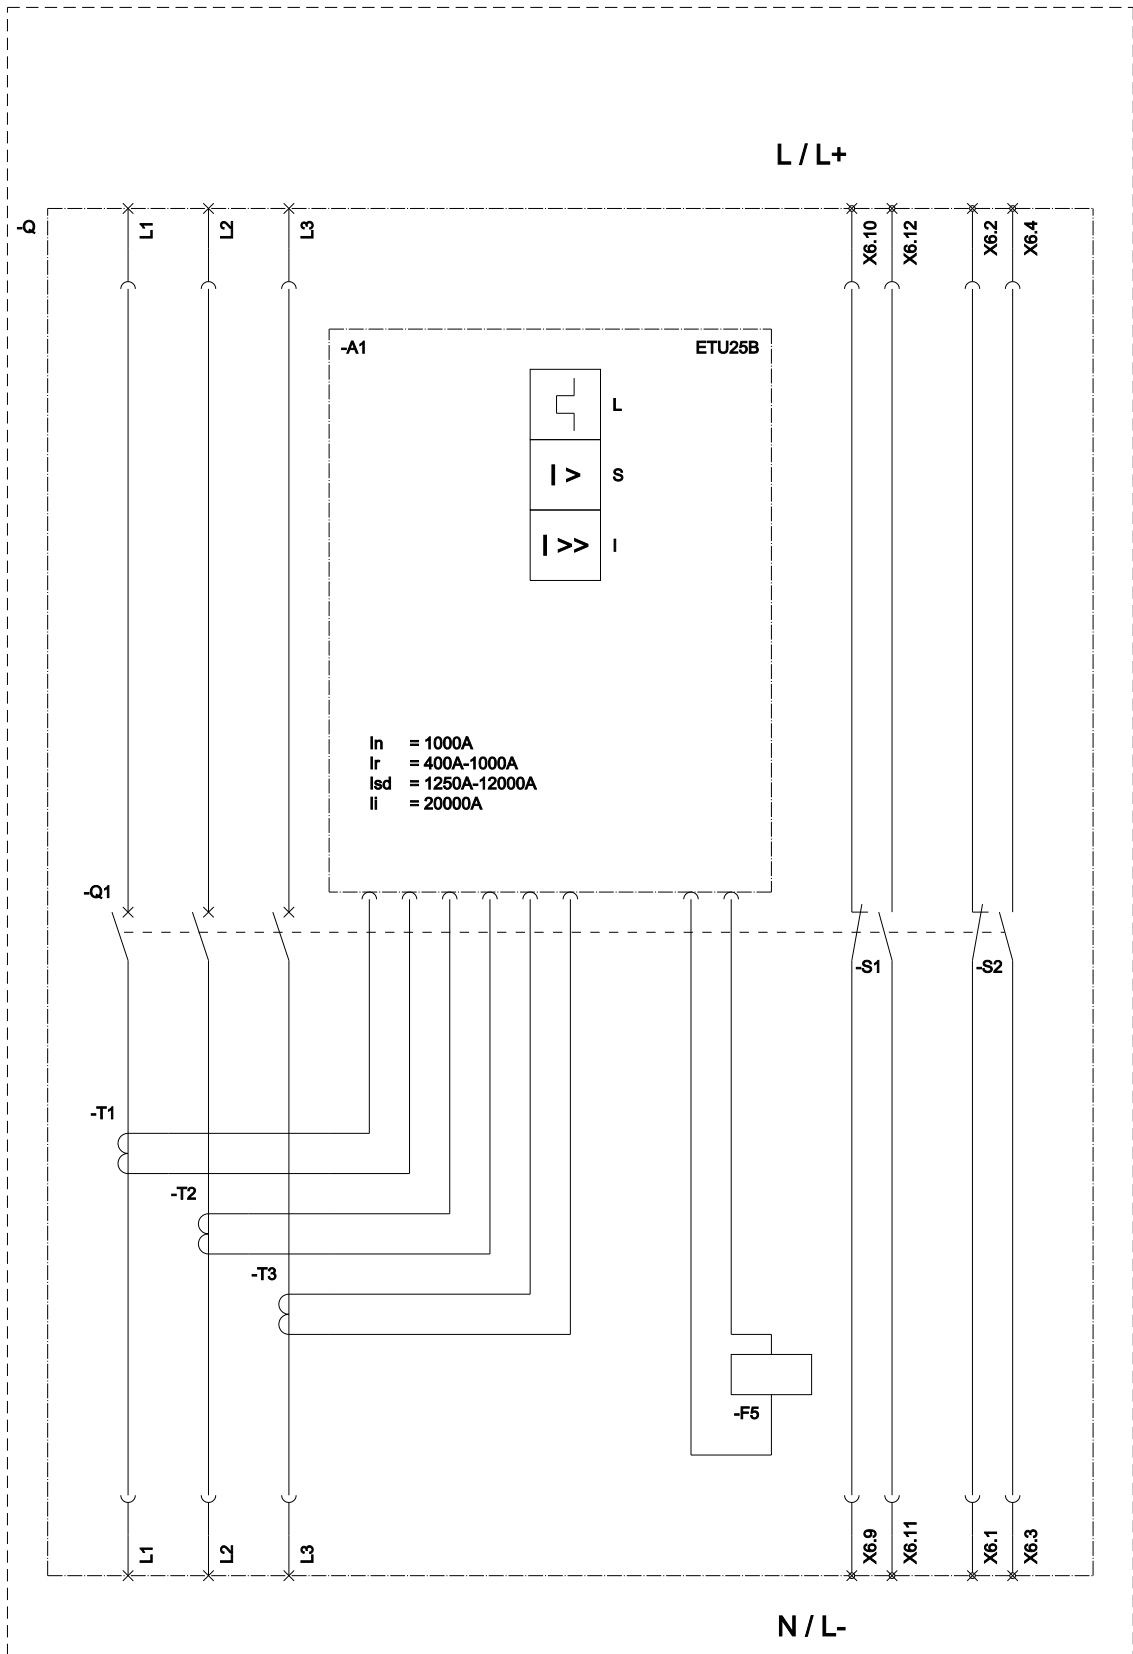 L / L+
-Q
L1
L2
L3
X6.10
X6.12
X6.2
X6.4
-A1 ETU25B
L
I > S
I >> I
In = 1000A
Ir = 400A-1000A
Isd = 1250A-12000A
Ii = 20000A
-Q1
-S1
-S2
-T1
-T2
-T3
-F5
L1
L2
L3
X6.9
X6.11
X6.1
X6.3
N / L-